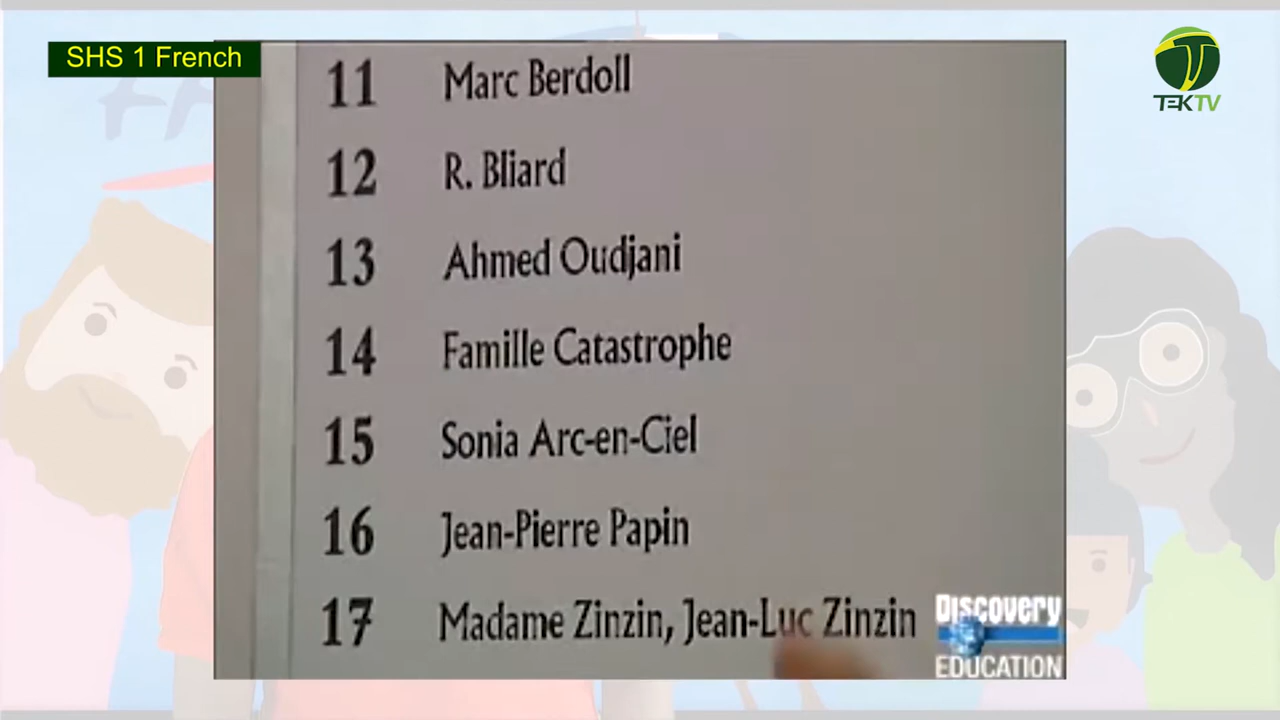 SHS 1 French
TEKTV
11 Marc Berdoll
12 R. Bliard
13 Ahmed Oudjani
14 Famille Catastrophe
15 Sonia Arc-en-Ciel
16 Jean-Pierre Papin
17 Madame Zinzin, Jean-Luc Zinzin
Discovery
EDUCATION